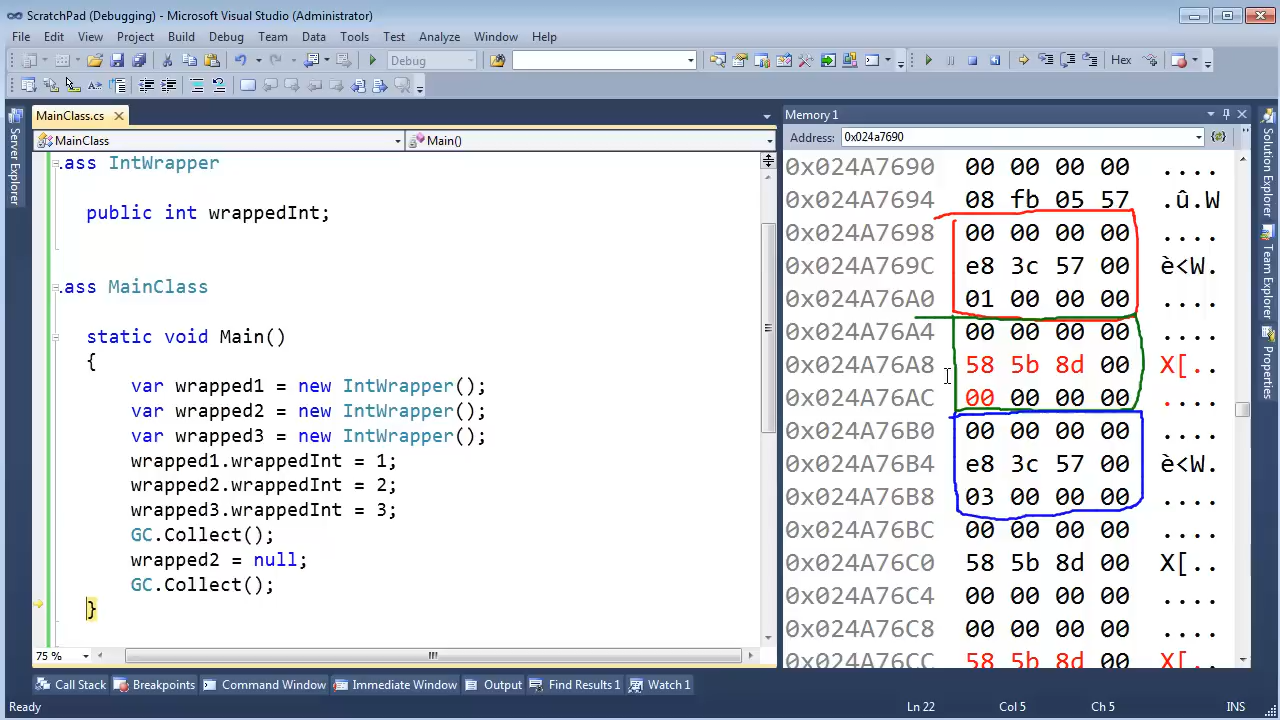 ScratchPad (Debugging) - Microsoft Visual Studio (Administrator)
File Edit View Project Build Debug Team Data Tools Test Analyze Window Help
Debug
Hex
MainClass.cs
MainClass
Main()
.ass IntWrapper
public int wrappedInt;
.ass MainClass
static void Main()
{
var wrapped1 = new IntWrapper();
var wrapped2 = new IntWrapper();
var wrapped3 = new IntWrapper();
wrapped1.wrappedInt = 1;
wrapped2.wrappedInt = 2;
wrapped3.wrappedInt = 3;
GC.Collect();
wrapped2 = null;
GC.Collect();
}
75 %
Memory 1
Address: 0x024a7690
0x024A7690 00 00 00 00 ....
0x024A7694 08 fb 05 57 .û.W
0x024A7698 00 00 00 00 ....
0x024A769C e8 3c 57 00 è<W.
0x024A76A0 01 00 00 00 ....
0x024A76A4 00 00 00 00 ....
0x024A76A8 58 5b 8d 00 X[..
0x024A76AC 00 00 00 00 ....
0x024A76B0 00 00 00 00 ....
0x024A76B4 e8 3c 57 00 è<W.
0x024A76B8 03 00 00 00 ....
0x024A76BC 00 00 00 00 ....
0x024A76C0 58 5b 8d 00 X[..
0x024A76C4 00 00 00 00 ....
0x024A76C8 00 00 00 00 ....
0x024A76CC 58 5b 8d 00 X[..
Server Explorer
Solution Explorer
Team Explorer
Properties
Call Stack Breakpoints Command Window Immediate Window Output Find Results 1 Watch 1
Ready Ln 22 Col 5 Ch 5 INS